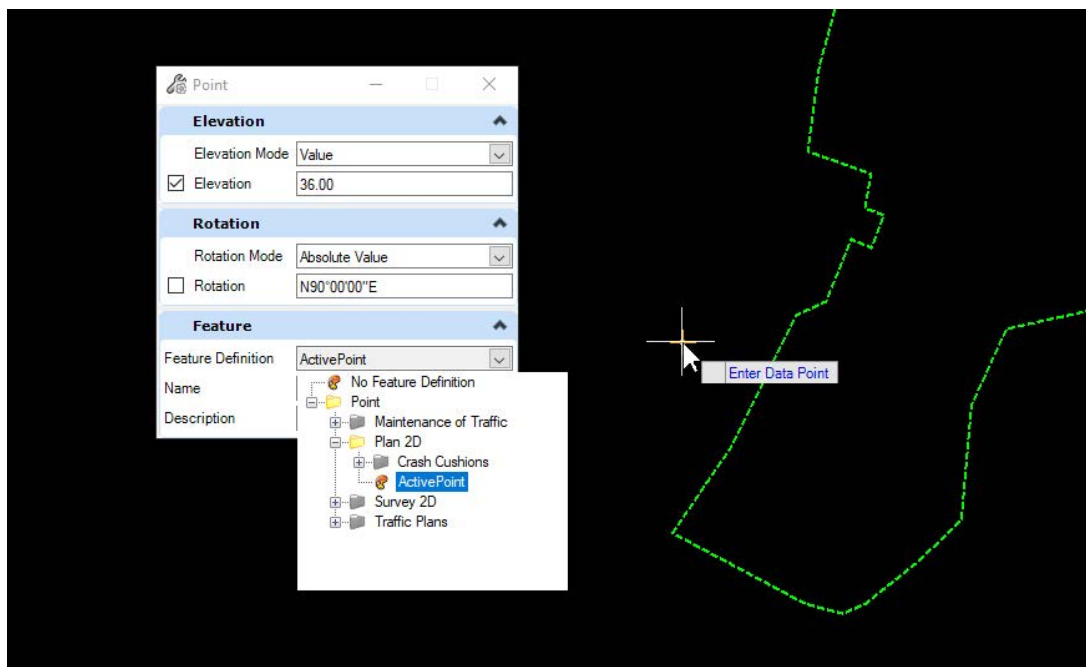 Point
Elevation
Elevation Mode Value
Elevation 36.00
Rotation
Rotation Mode Absolute Value
Rotation N90°00'00"E
Feature
Feature Definition ActivePoint
Name
Description
No Feature Definition
Point
Maintenance of Traffic
Plan 2D
Crash Cushions
ActivePoint
Survey 2D
Traffic Plans
Enter Data Point